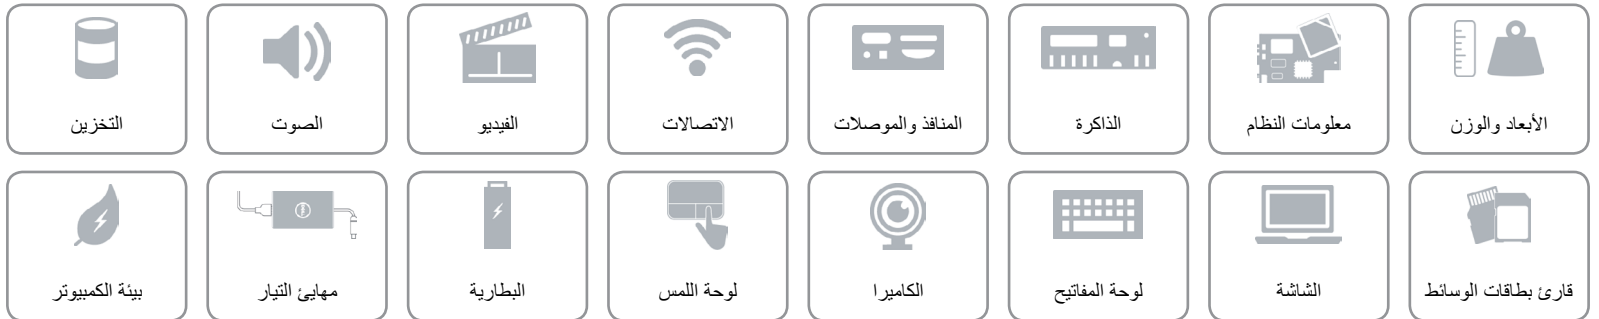 الأبعاد والوزن
معلومات النظام
الذاكرة
المنافذ والموصلات
الاتصالات
الفيديو
الصوت
التخزين
قارئ بطاقات الوسائط
الشاشة
لوحة المفاتيح
الكاميرا
لوحة اللمس
البطارية
مهايئ التيار
بيئة الكمبيوتر